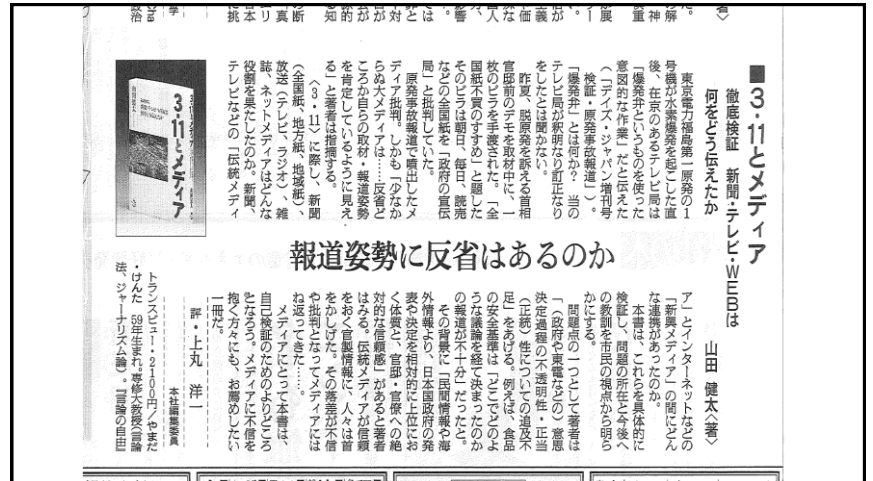 ■3・11とメディア
徹底検証 新聞・テレビ・WEBは
何をどう伝えたか
山田 健太〈著〉
東京電力福島第一原発の1
号機が水素爆発を起こした直
後、在京のあるテレビ局は
「爆発弁というものを使った
意図的な作業」だと伝えた
(「デイズ・ジャパン増刊号
検証・原発事故報道」)。
「爆発弁」とは何か? 当の
テレビ局が釈明なり訂正なり
をしたとは聞かない。
昨夏、脱原発を訴える首相
官邸前のデモを取材中に、一
枚のビラを手渡された。「全
国紙不買のすすめ」と題した
そのビラは朝日、毎日、読売
などの全国紙を「政府の宣伝
局」と批判していた。
原発事故報道で噴出したメ
ディア批判。しかも「少なか
らぬ大メディアは……反省ど
ころか自らの取材・報道姿勢
を肯定しているように見え
る」と著者は指摘する。
〈3・11〉に際し、新聞
(全国紙、地方紙、地域紙)、
放送(テレビ、ラジオ)、雑
誌、ネットメディアはどんな
役割を果たしたのか。新聞、
テレビなどの「伝統メディ
3・11とメディア
山田健太
報道姿勢に反省はあるのか
ア」とインターネットなどの
「新興メディア」の間にどん
な連携があったのか。
本書は、これらを具体的に
検証し、問題の所在と今後へ
の教訓を市民の視点から明ら
かにする。
問題点の一つとして著者は
「(政府や東電などの)意思
決定過程の不透明性・正当
(正統)性についての追及不
足」をあげる。例えば、食品
の安全基準は「どこでどのよ
うな議論を経て決まったのか
の報道が不十分」だったと。
その背景に「民間情報や海
外情報より、日本国政府の発
表や決定を相対的に上位にお
く体質と、官邸・官僚への絶
対的な信頼感」があると著者
はみる。伝統メディアが信頼
をおく官製情報に、人々は首
をかしげた。その落差が不信
や批判となってメディアには
ね返ってきた……。
メディアにとって本書は、
自己検証のためのよりどころ
となろう。メディアに不信を
抱く方々にも、お薦めしたい
一冊だ。
評・上丸 洋一
本社編集委員
トランスビュー・2100円/やまだ
・けんた 59年生まれ。専修大教授(言論
法、ジャーナリズム論)。『言論の自由』